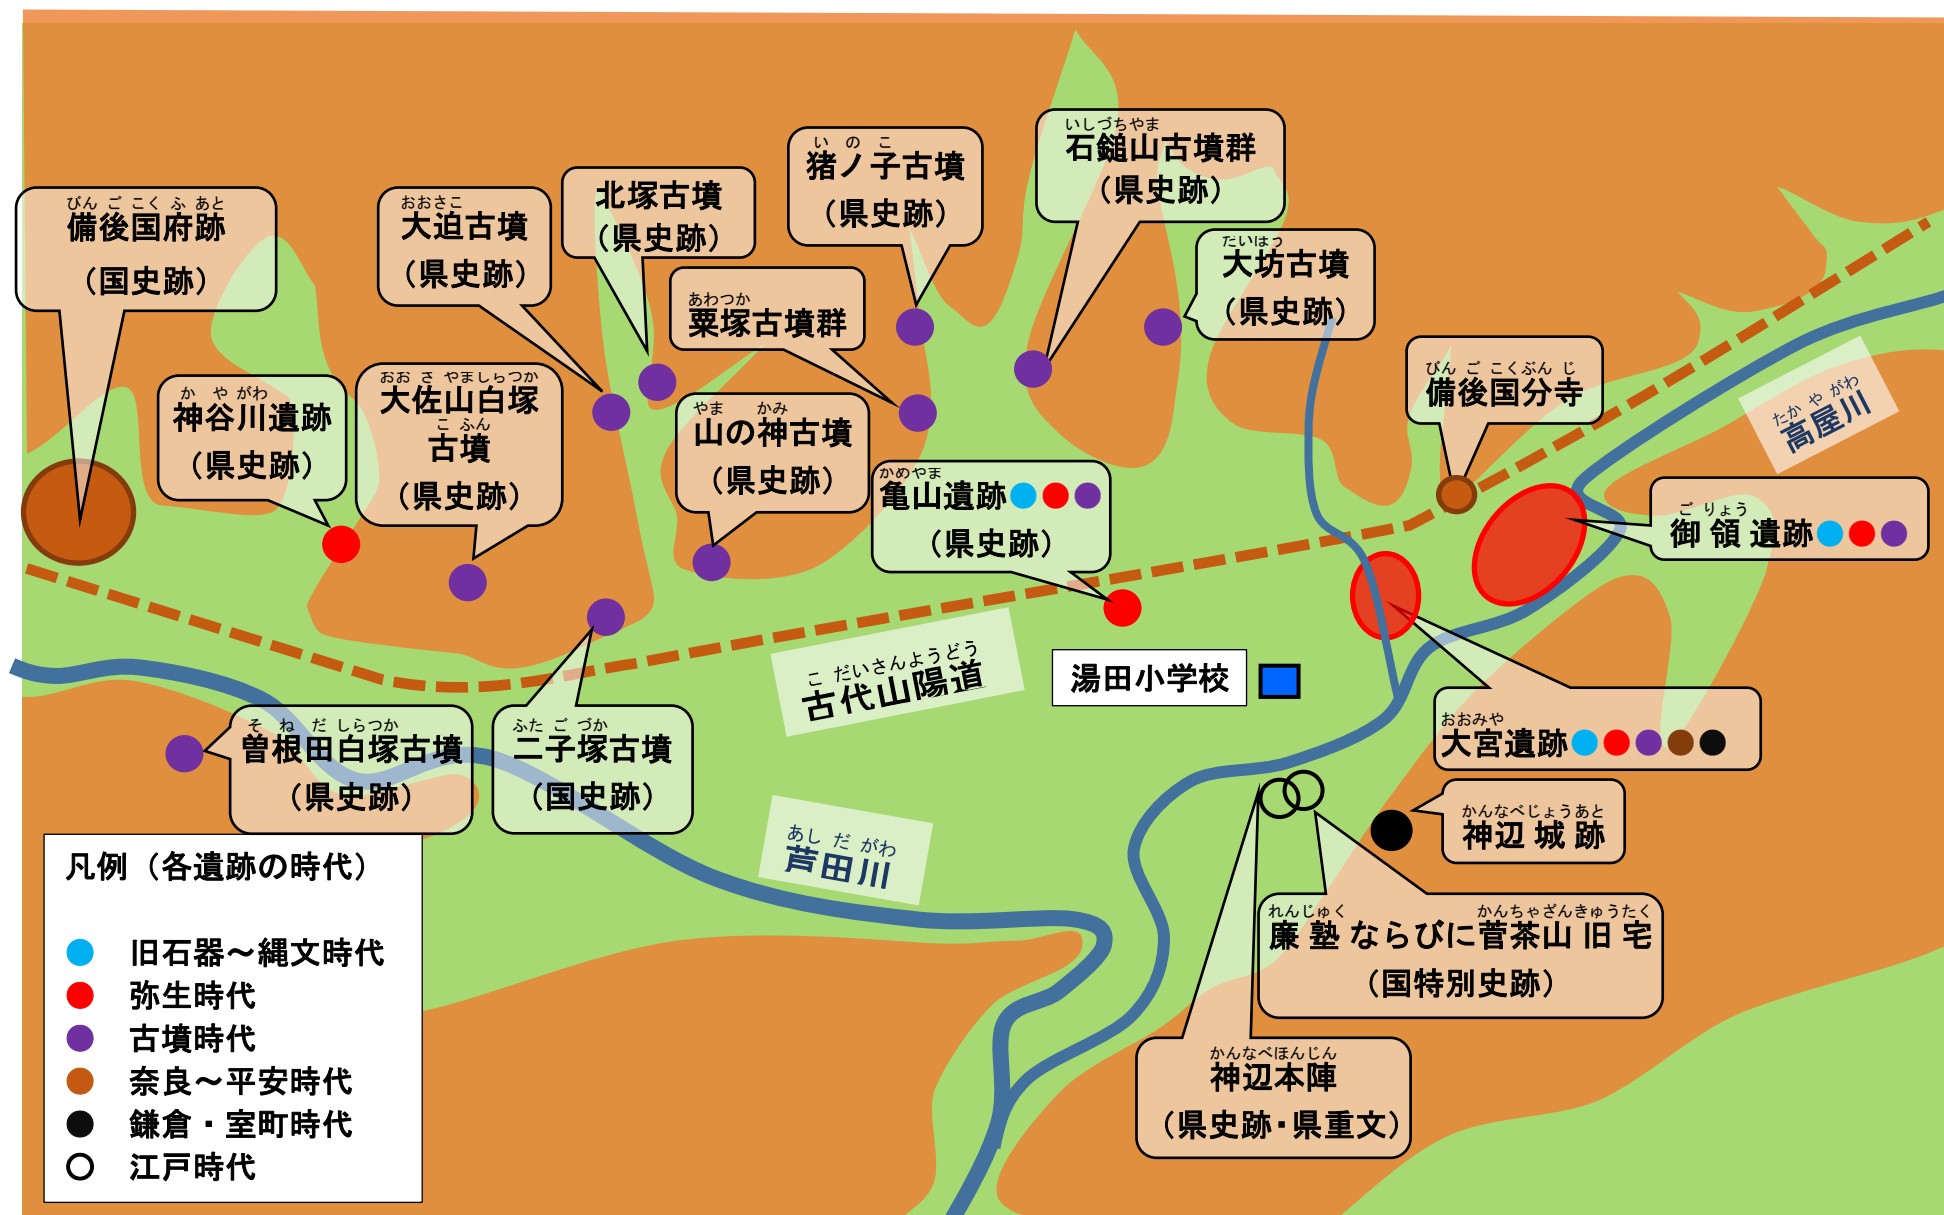 びんごこくふあと
備後国府跡
（国史跡）
かやがわ
神谷川遺跡
（県史跡）
おおさこ
大迫古墳
（県史跡）
おおさやましらつか
大佐山白塚
こふん
古墳
（県史跡）
北塚古墳
（県史跡）
あわつか
粟塚古墳群
やま かみ
山の神古墳
（県史跡）
いのこ
猪ノ子古墳
（県史跡）
いしづちやま
石鎚山古墳群
（県史跡）
だいぼう
大坊古墳
（県史跡）
かめやま
亀山遺跡
（県史跡）
びんごこくぶんじ
備後国分寺
たかやがわ
高屋川
ごりょう
御領遺跡
こだいさんようどう
古代山陽道
湯田小学校
おおみや
大宮遺跡
そねだしらつか
曽根田白塚古墳
（県史跡）
ふたごづか
二子塚古墳
（国史跡）
あしだがわ
芦田川
かんなべじょうあと
神辺城跡
れんじゅく かんちゃざんきゅうたく
廉塾ならびに菅茶山旧宅
（国特別史跡）
かんなべほんじん
神辺本陣
（県史跡・県重文）
凡例（各遺跡の時代）
旧石器～縄文時代
弥生時代
古墳時代
奈良～平安時代
鎌倉・室町時代
江戸時代